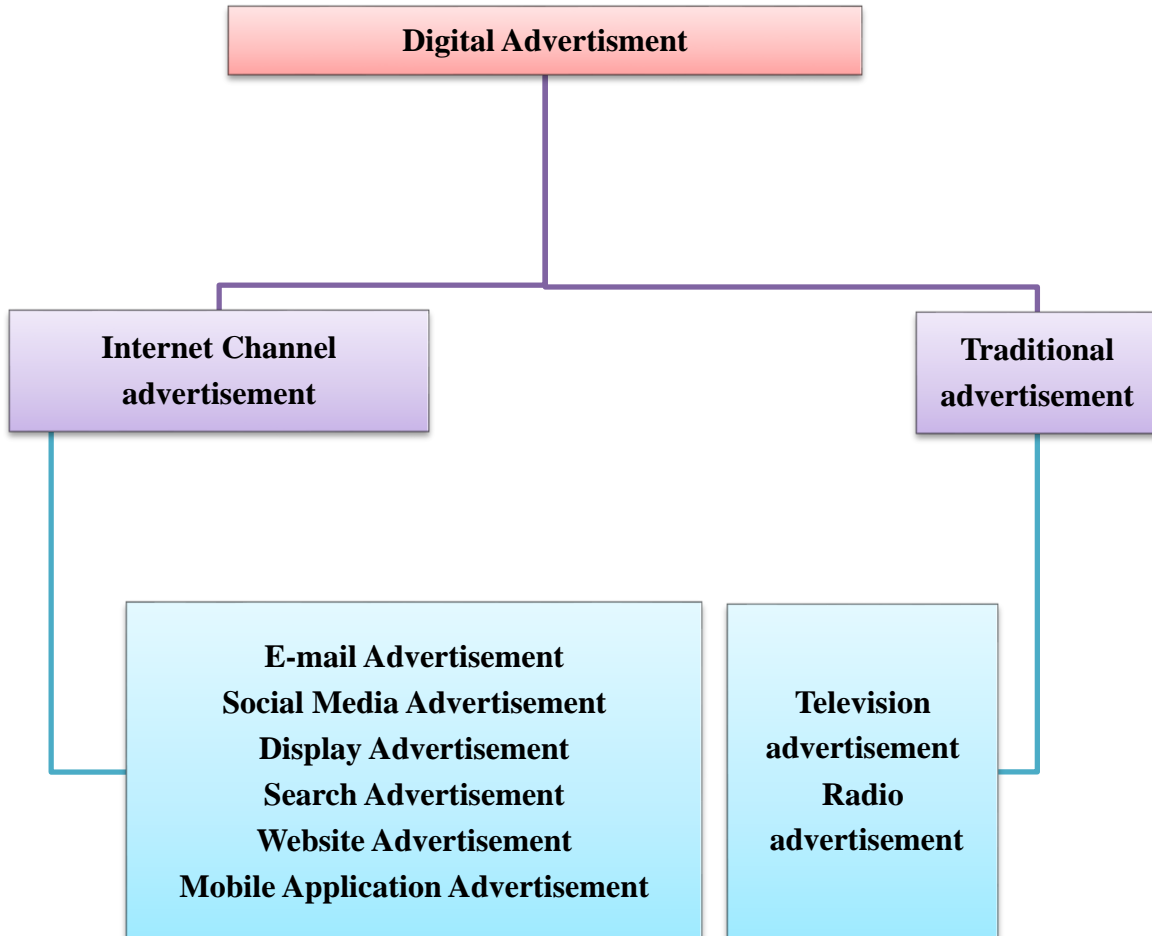 Digital Advertisment
Internet Channel
advertisement
Traditional
advertisement
E-mail Advertisement
Social Media Advertisement
Display Advertisement
Search Advertisement
Website Advertisement
Mobile Application Advertisement
Television
advertisement
Radio
advertisement